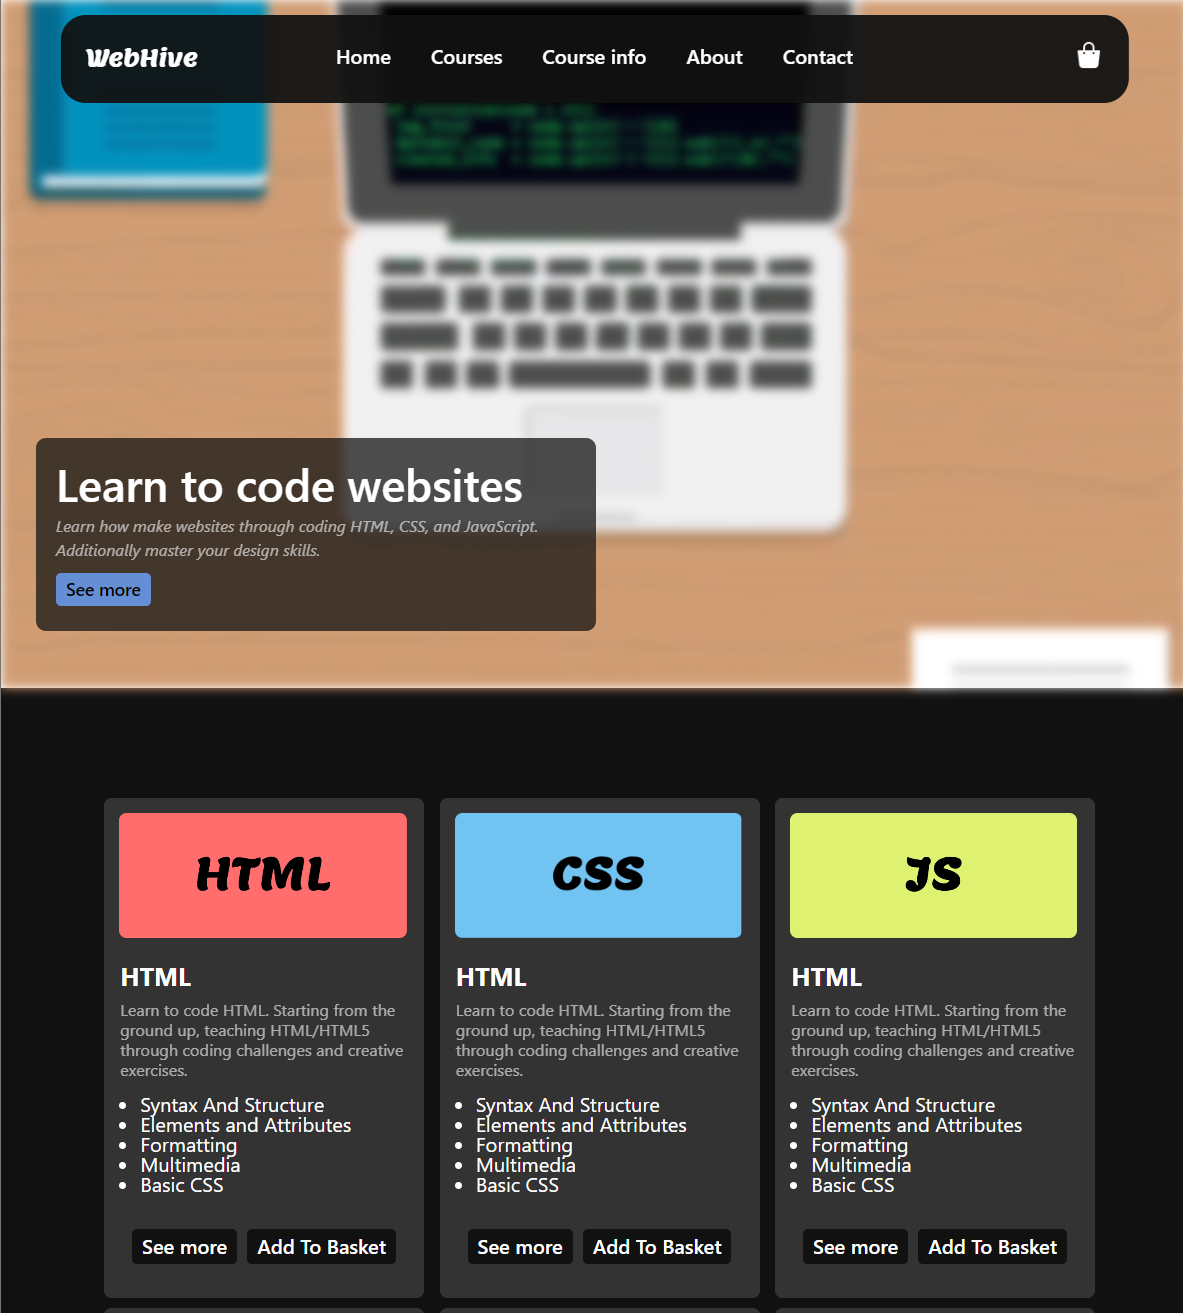 WebHive
Home
Courses
Course info
About
Contact
Learn to code websites
Learn how make websites through coding HTML, CSS, and JavaScript.
Additionally master your design skills.
See more
HTML
CSS
JS
HTML
Learn to code HTML. Starting from the
ground up, teaching HTML/HTML5
through coding challenges and creative
exercises.
Syntax And Structure
Elements and Attributes
Formatting
Multimedia
Basic CSS
See more
Add To Basket
HTML
Learn to code HTML. Starting from the
ground up, teaching HTML/HTML5
through coding challenges and creative
exercises.
Syntax And Structure
Elements and Attributes
Formatting
Multimedia
Basic CSS
See more
Add To Basket
HTML
Learn to code HTML. Starting from the
ground up, teaching HTML/HTML5
through coding challenges and creative
exercises.
Syntax And Structure
Elements and Attributes
Formatting
Multimedia
Basic CSS
See more
Add To Basket